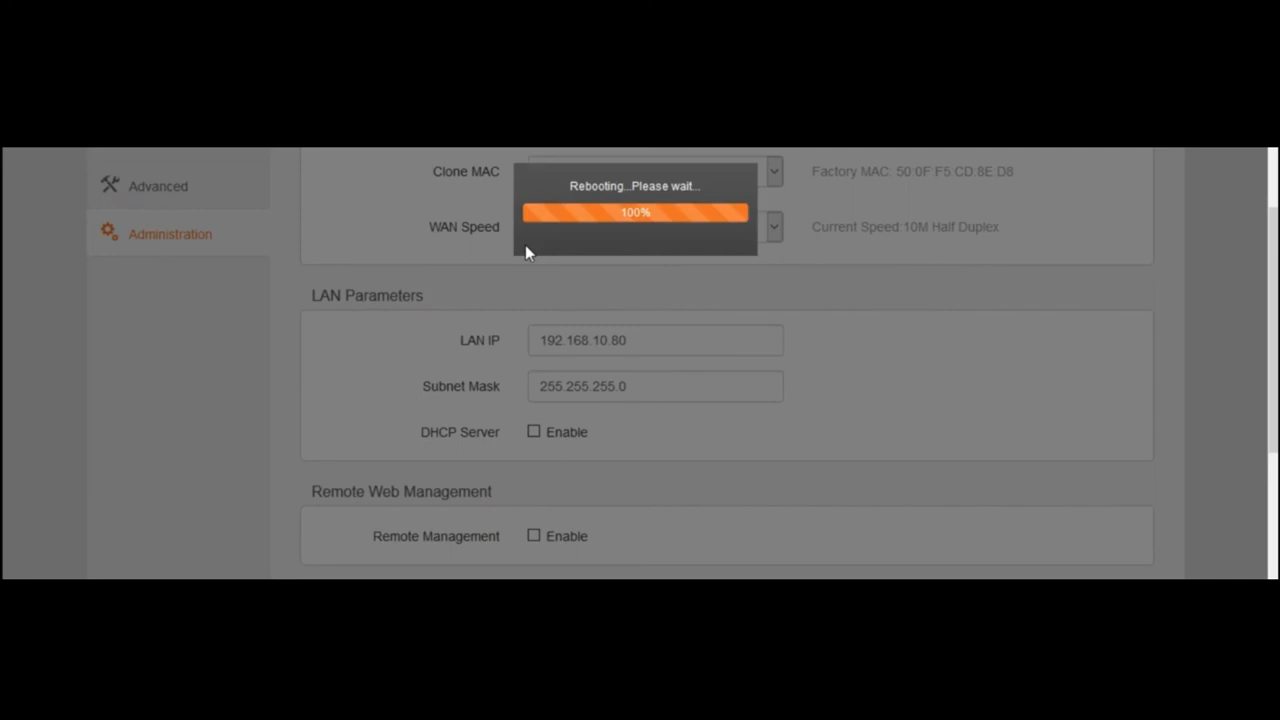 Rebooting...Please wait...
100%
Advanced
Administration
Clone MAC
Factory MAC: 50:0F:F5:CD:8E:D8
WAN Speed
Current Speed:10M Half Duplex
LAN Parameters
LAN IP
192.168.10.80
Subnet Mask
255.255.255.0
DHCP Server
Enable
Remote Web Management
Remote Management
Enable